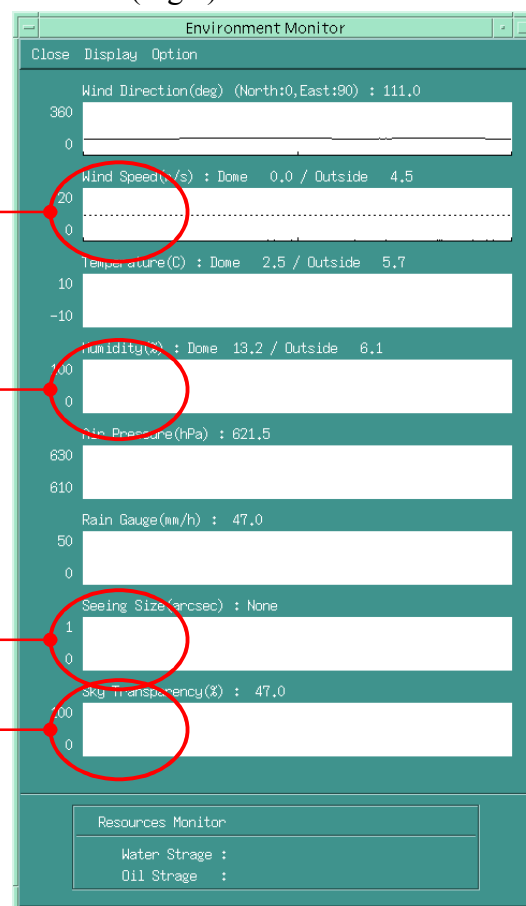 Environment Monitor
Close Display Option
Wind Direction(deg) (North:0,East:90) : 111.0
360
0
Wind Speed(m/s) : Dome 0.0 / Outside 4.5
20
0
Temperature(C) : Dome 2.5 / Outside 5.7
10
-10
Humidity(%) : Dome 13.2 / Outside 6.1
100
0
Air Pressure(hPa) : 621.5
630
610
Rain Gauge(mm/h) : 47.0
50
0
Seeing Size(arcsec) : None
1
0
Sky Transparency(%) : 47.0
100
0
Resources Monitor
Water Strage :
Oil Strage :